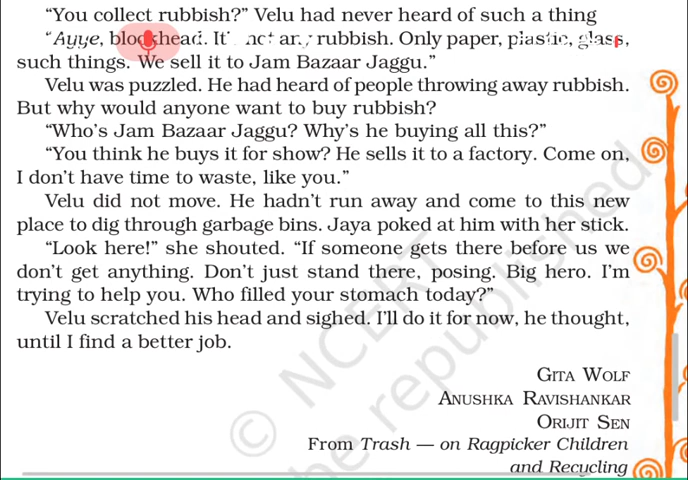 “You collect rubbish?” Velu had never heard of such a thing
“Ayye, blockhead. It’ not any rubbish. Only paper, plastic, glass,
such things. We sell it to Jam Bazaar Jaggu.”
Velu was puzzled. He had heard of people throwing away rubbish.
But why would anyone want to buy rubbish?
“Who’s Jam Bazaar Jaggu? Why’s he buying all this?”
“You think he buys it for show? He sells it to a factory. Come on,
I don’t have time to waste, like you.”
Velu did not move. He hadn’t run away and come to this new
place to dig through garbage bins. Jaya poked at him with her stick.
“Look here!” she shouted. “If someone gets there before us we
don’t get anything. Don’t just stand there, posing. Big hero. I’m
trying to help you. Who filled your stomach today?”
Velu scratched his head and sighed. I’ll do it for now, he thought,
until I find a better job.
GITA WOLF
ANUSHKA RAVISHANKAR
ORIJIT SEN
From Trash — on Ragpicker Children
and Recycling
© NCERT
be republished